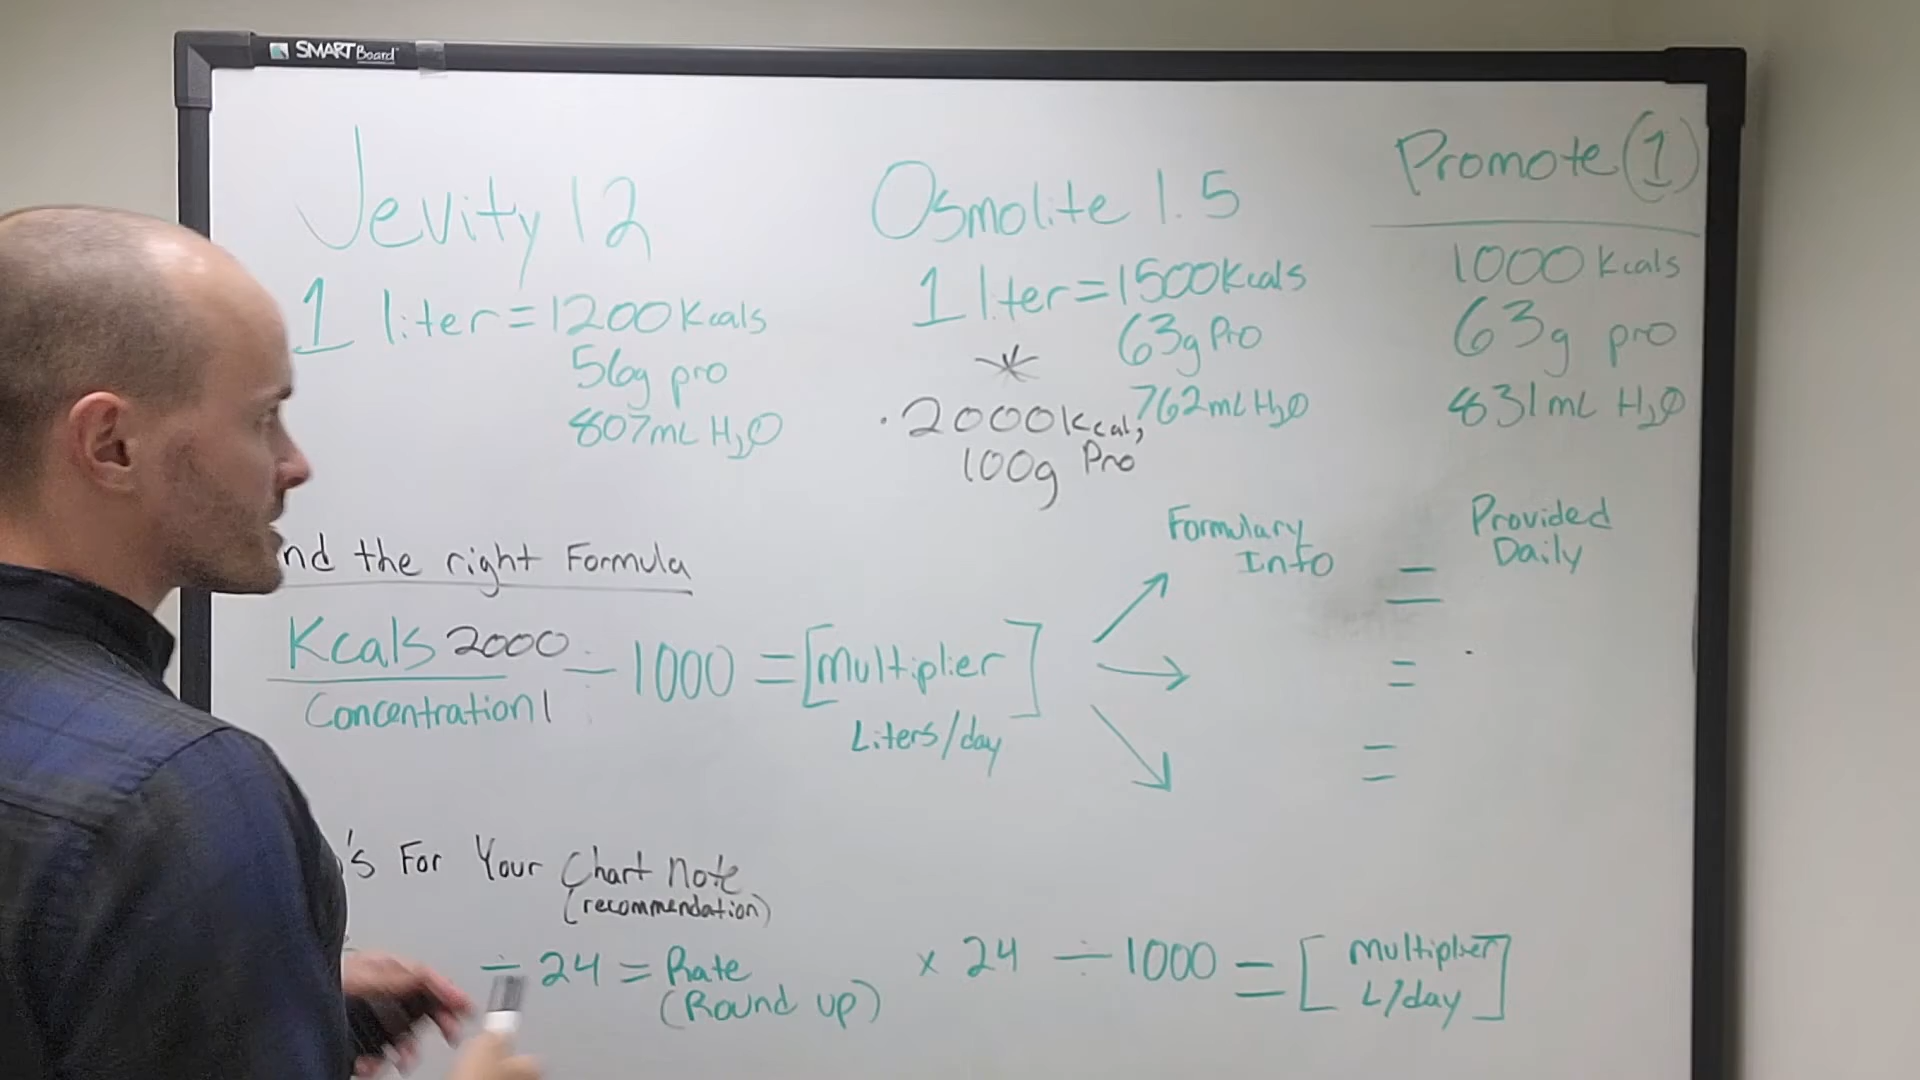 SMART Board
Jevity 12
1 liter = 1200 Kcals
56g pro
807mL H2O
Osmolite 1.5
1 liter = 1500 Kcals
63g Pro
762mL H2O
* 
· 2000 Kcal,
100g Pro
Promote (1)
1000 Kcals
63g pro
831mL H2O
nd the right Formula
Kcals 2000
Concentration 1
÷ 1000 = [Multiplier]
Liters/day
Formulary
Info
=
Provided
Daily
=
=
's For Your Chart Note
(recommendation)
÷ 24 = Rate
(Round up)
x 24 ÷ 1000 = [Multiplier
L/day]